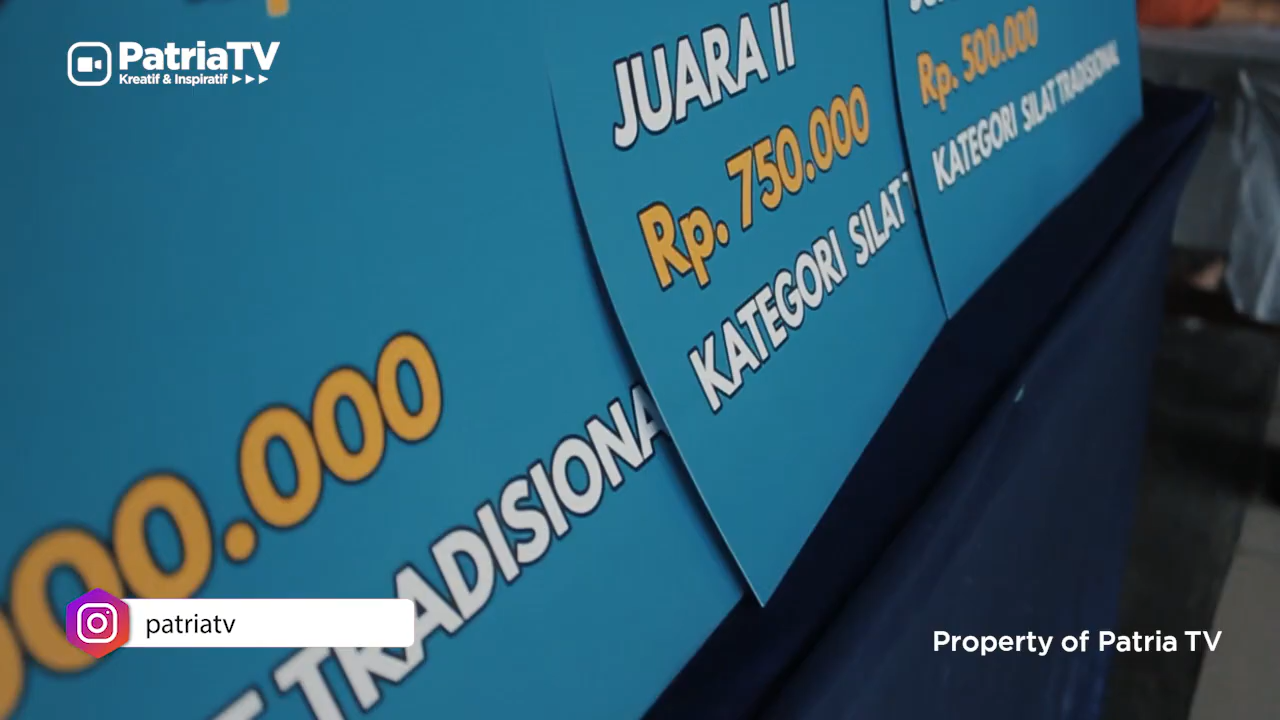 PatriaTV
Kreatif & Inspiratif
JUARA II
Rp. 750.000
KATEGORI SILAT
Rp. 500.000
KATEGORI SILAT TRADISIONAL
00.000
TRADISIONA
patriatv
Property of Patria TV